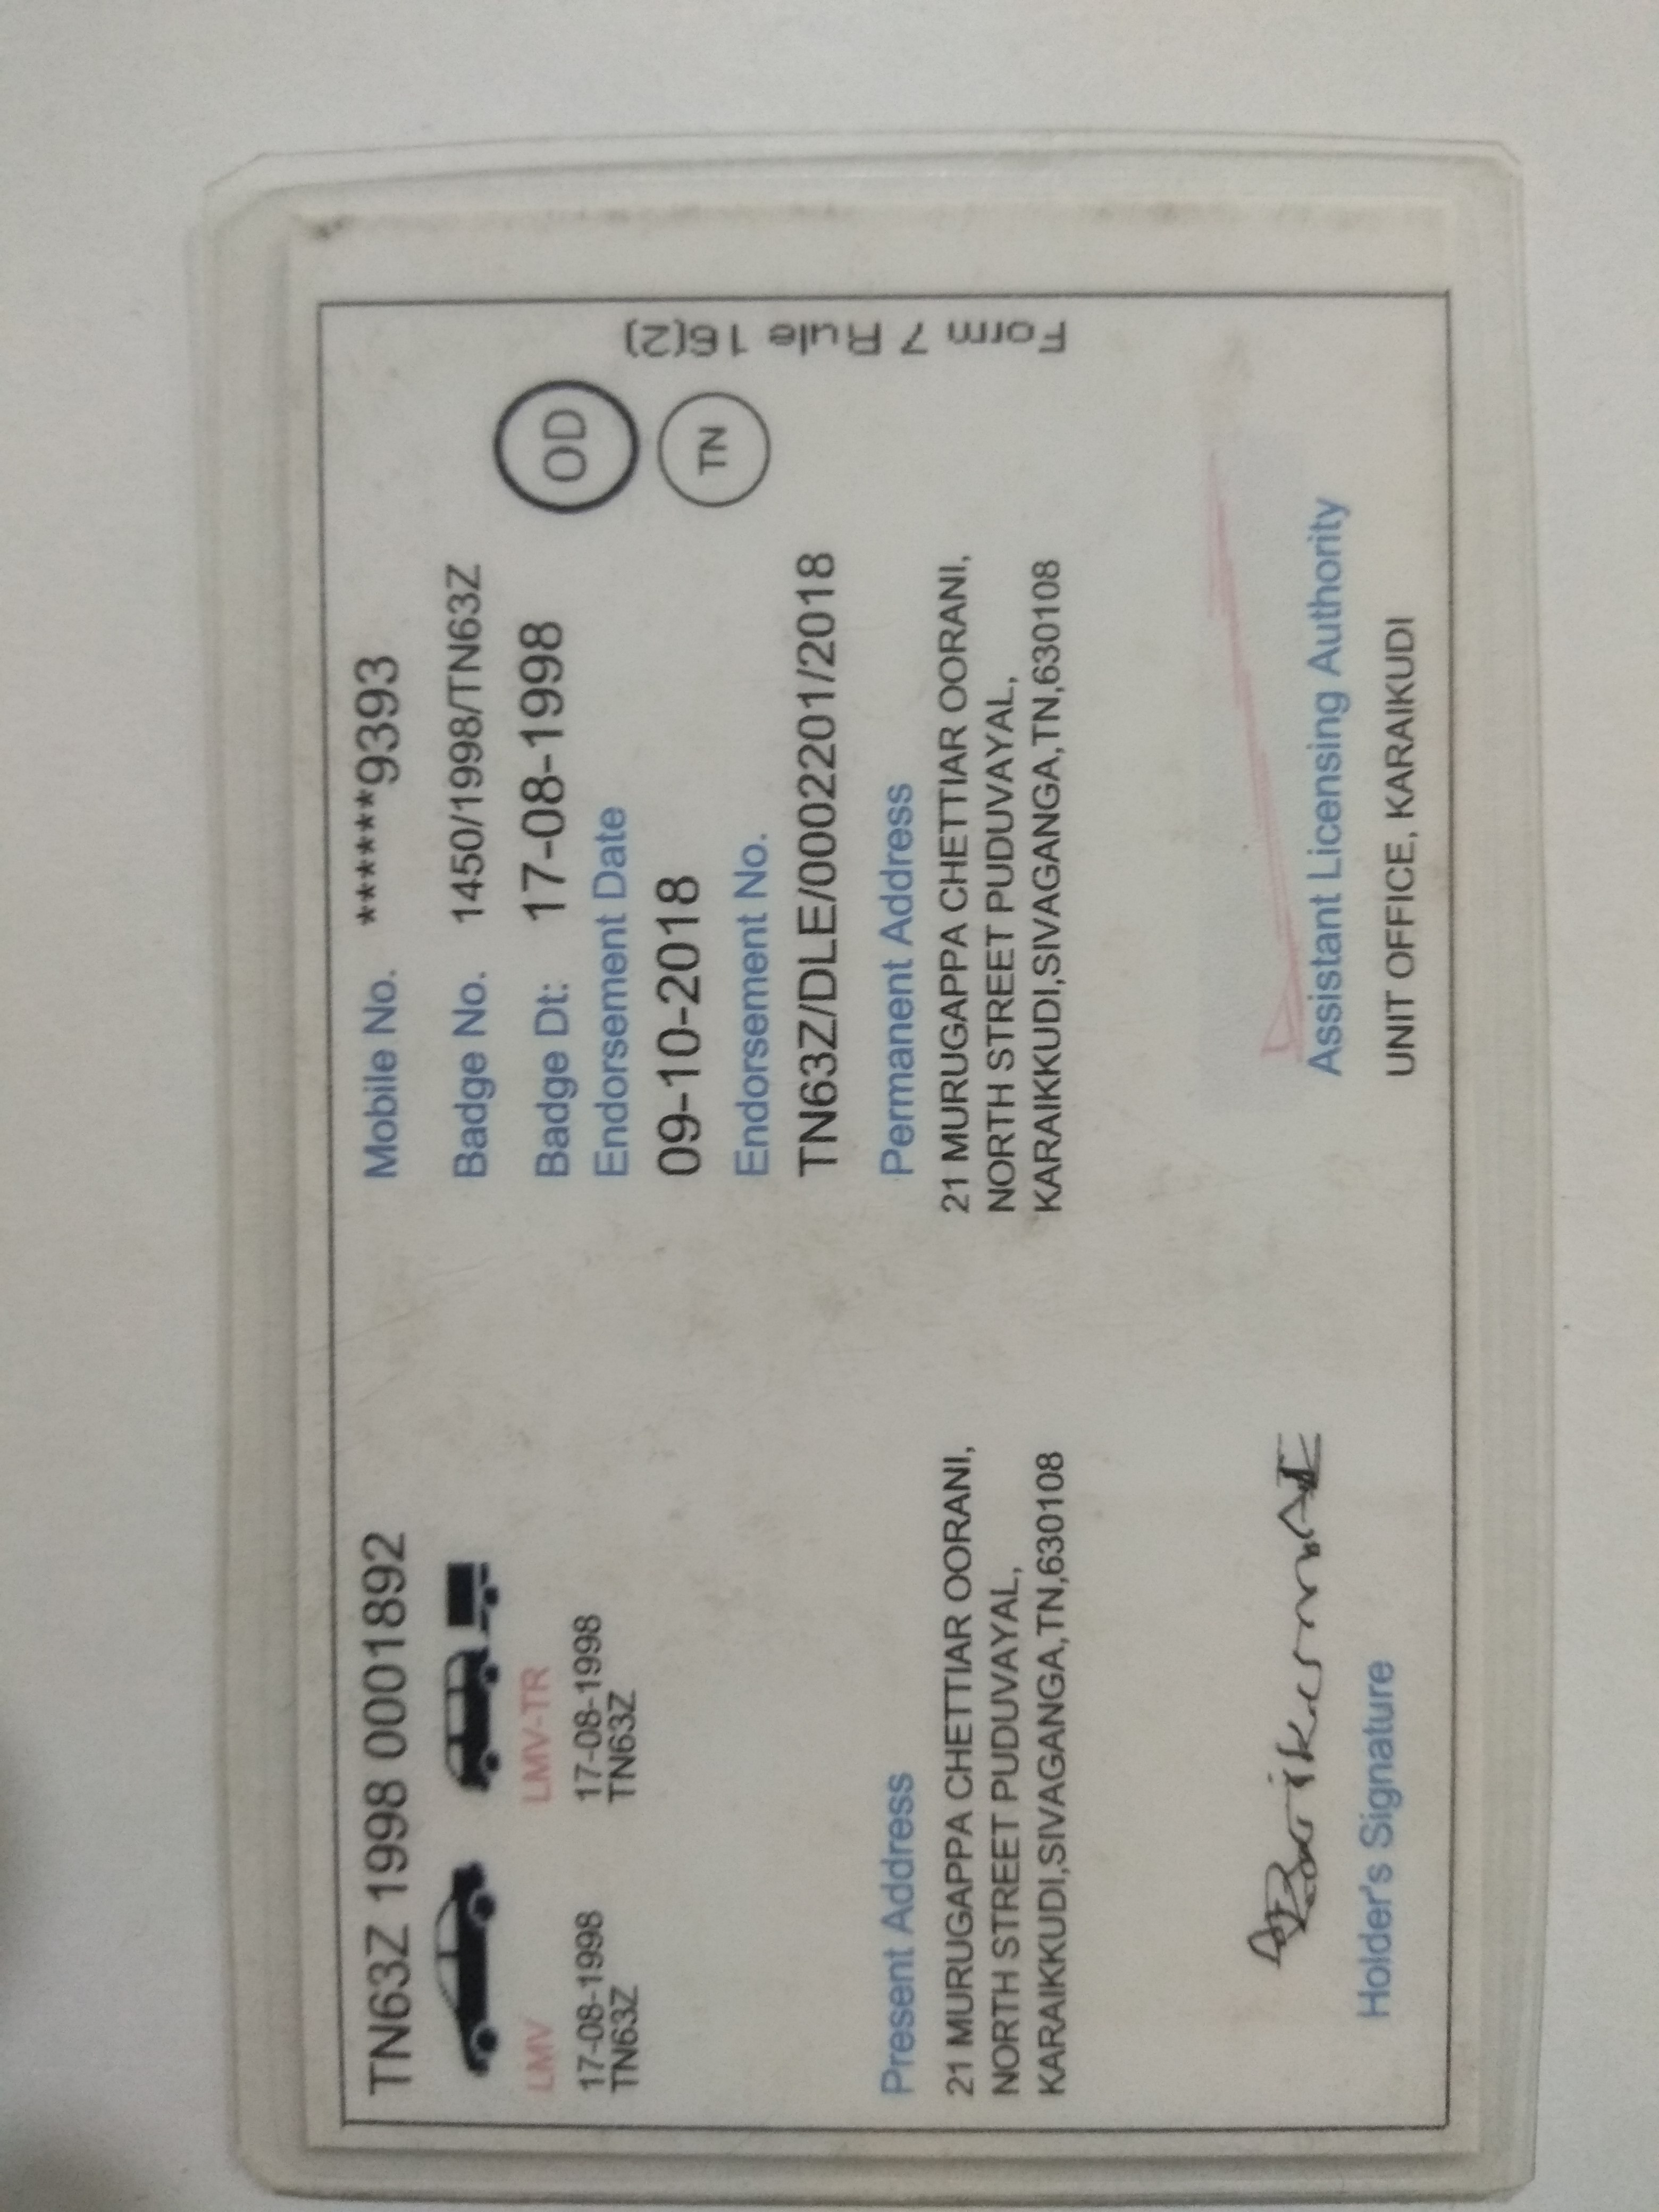 TN63Z 1998 0001892
LMV
17-08-1998
TN63Z
LMV-TR
17-08-1998
TN63Z
Mobile No. ******9393
Badge No. 1450/1998/TN63Z
Badge Dt: 17-08-1998
Endorsement Date
09-10-2018
Endorsement No.
TN63Z/DLE/0002201/2018
OD
TN
Form 7 Rule 16(2)
Present Address
21 MURUGAPPA CHETTIAR OORANI,
NORTH STREET PUDUVAYAL,
KARAIKKUDI,SIVAGANGA,TN,630108
Permanent Address
21 MURUGAPPA CHETTIAR OORANI,
NORTH STREET PUDUVAYAL,
KARAIKKUDI,SIVAGANGA,TN,630108
Holder's Signature
Assistant Licensing Authority
UNIT OFFICE, KARAIKUDI